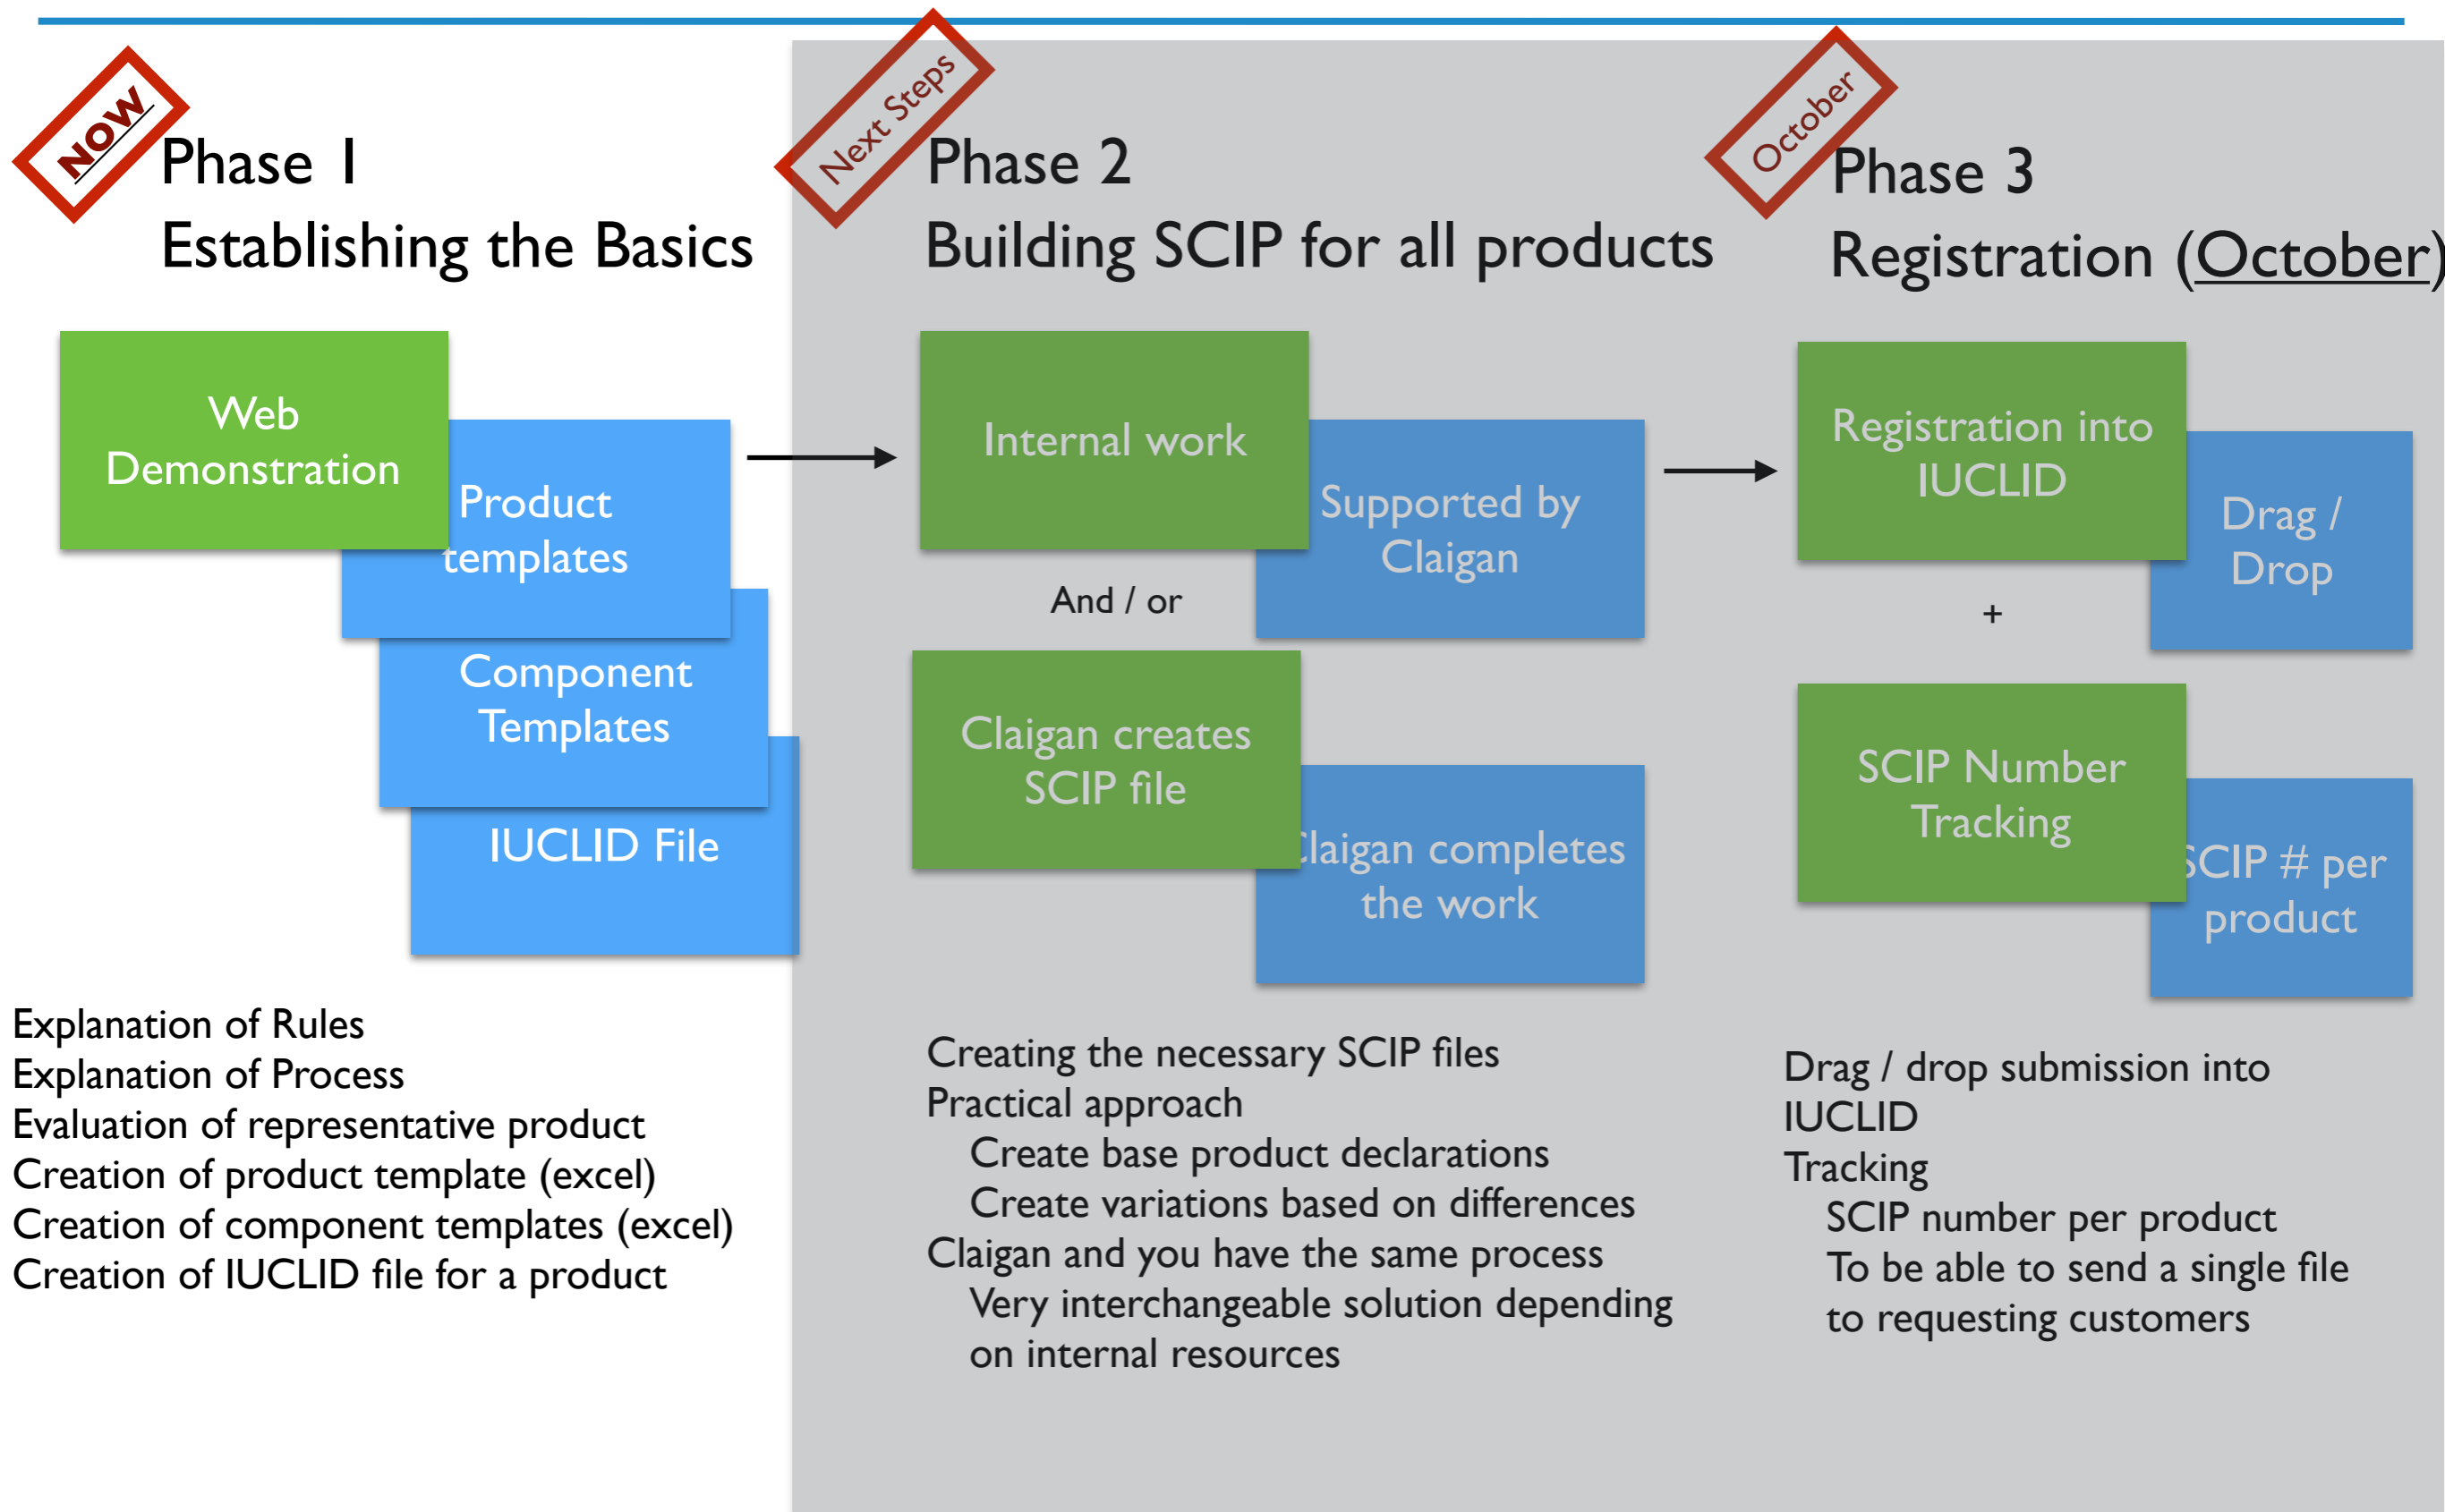 NOW
Phase 1
Establishing the Basics
Web
Demonstration
Product
templates
Component
Templates
IUCLID File
Explanation of Rules
Explanation of Process
Evaluation of representative product
Creation of product template (excel)
Creation of component templates (excel)
Creation of IUCLID file for a product
Next Steps
Phase 2
Building SCIP for all products
Internal work
Supported by
Claigan
And / or
Claigan creates
SCIP file
Claigan completes
the work
Creating the necessary SCIP files
Practical approach
Create base product declarations
Create variations based on differences
Claigan and you have the same process
Very interchangeable solution depending
on internal resources
October
Phase 3
Registration (October)
Registration into
IUCLID
Drag /
Drop
+
SCIP Number
Tracking
SCIP # per
product
Drag / drop submission into
IUCLID
Tracking
SCIP number per product
To be able to send a single file
to requesting customers